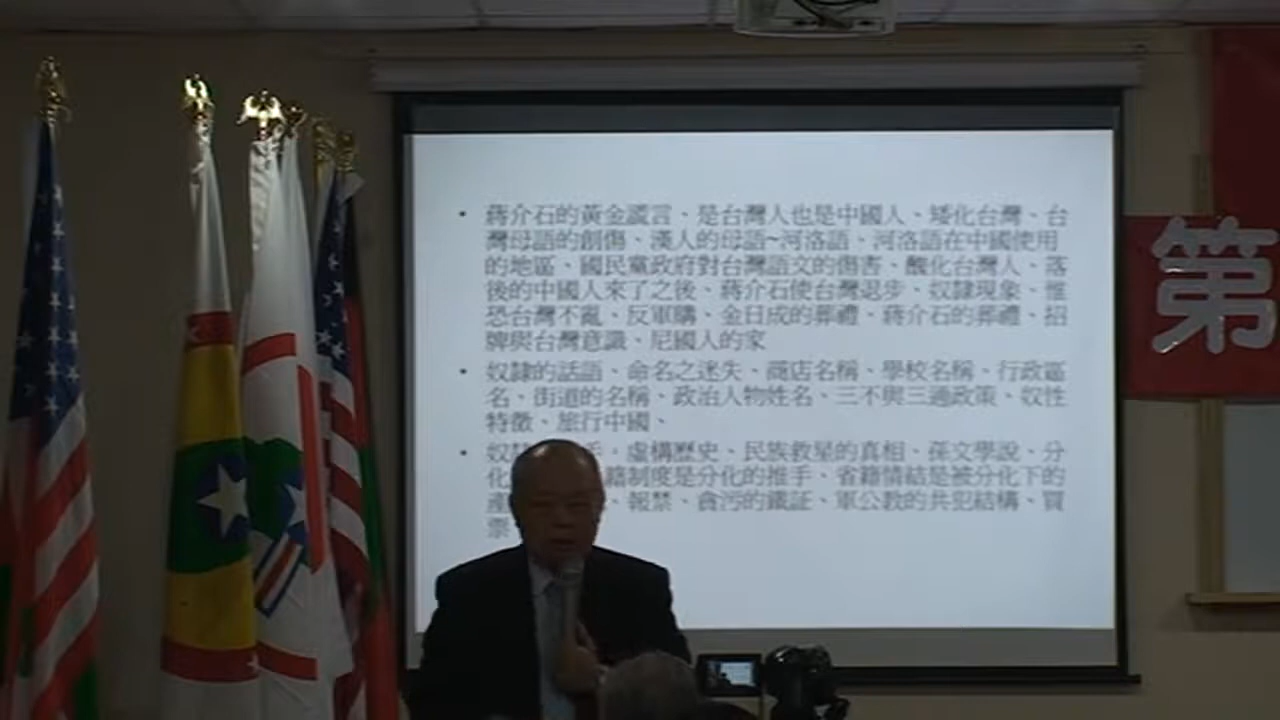 • 蔣介石的黃金謊言、是台灣人也是中國人、矮化台灣、台
灣母語的創傷、漢人的母語~河洛語、河洛語在中國使用
的地區、國民黨政府對台灣語文的傷害、醜化台灣人、落
後的中國人來了之後、蔣介石使台灣退步、奴隸現象、惟
恐台灣不亂、反軍購、金日成的葬禮、蔣介石的葬禮、招
牌與台灣意識、尼國人的家
• 奴隸的話語、命名之迷失、商店名稱、學校名稱、行政區
名、街道的名稱、政治人物姓名、三不與三通政策、奴性
特徵、旅行中國、
• 奴 、虛構歷史、民族救星的真相、孫文學說、分
化 籍制度是分化的推手、省籍情結是被分化下的
產 、報禁、貪污的鐵証、軍公教的共犯結構、買
票
第